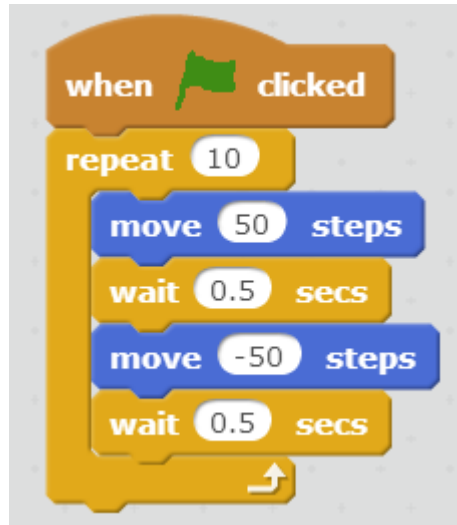 when clicked
repeat 10
move 50 steps
wait 0.5 secs
move -50 steps
wait 0.5 secs